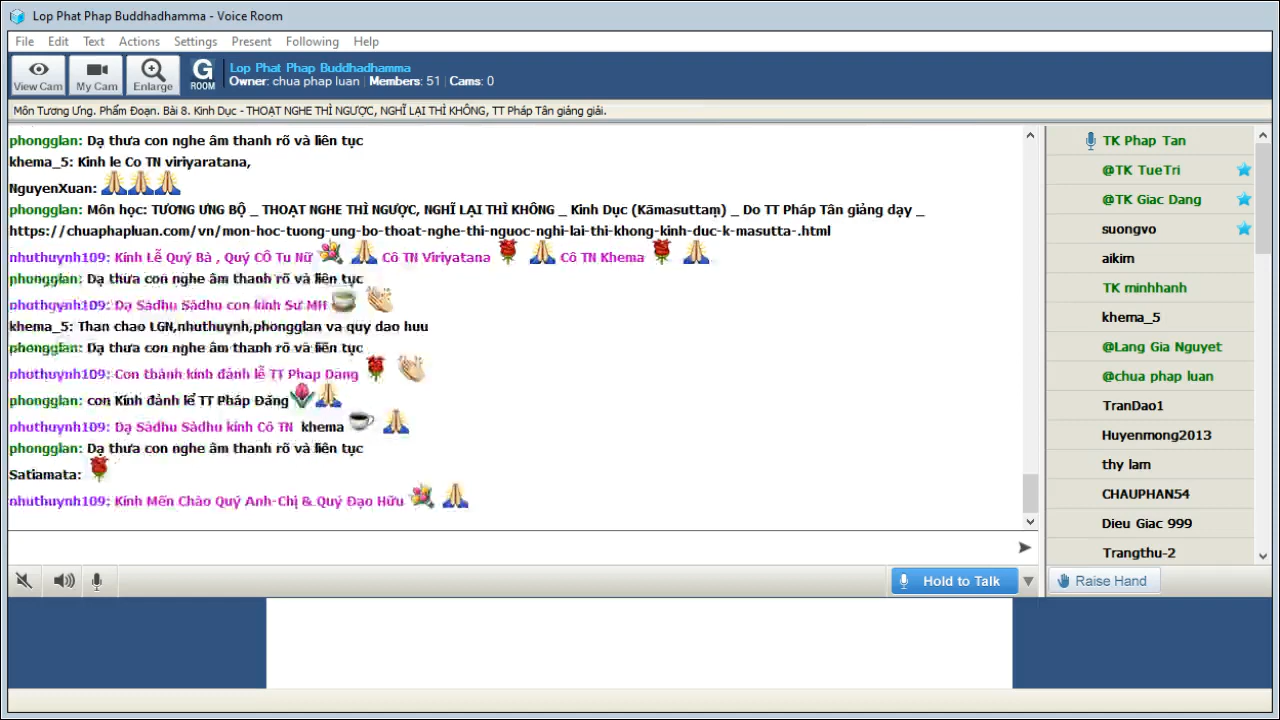 Lop Phat Phap Buddhadhamma - Voice Room
File Edit Text Actions Settings Present Following Help
View Cam My Cam Enlarge G ROOM
Lop Phat Phap Buddhadhamma
Owner: chua phap luan Members: 51 Cams: 0
Môn Tương Ưng. Phẩm Đoạn. Bài 8. Kinh Dục - THOẠT NGHE THÌ NGƯỢC, NGHĨ LẠI THÌ KHÔNG, TT Pháp Tân giảng giải.
phongglan: Dạ thưa con nghe âm thanh rõ và liên tục
khema_5: Kinh le Co TN viriyaratana,
NguyenXuan: 🙏🙏🙏
phongglan: Môn học: TƯƠNG ƯNG BỘ _ THOẠT NGHE THÌ NGƯỢC, NGHĨ LẠI THÌ KHÔNG _ Kinh Dục (Kāmasuttaṃ) _ Do TT Pháp Tân giảng dạy _
https://chuaphapluan.com/vn/mon-hoc-tuong-ung-bo-thoat-nghe-thi-nguoc-nghi-lai-thi-khong-kinh-duc-k-masutta-.html
nhuthuynh109: Kính Lễ Quý Bà , Quý CÔ Tu Nữ 💐 🙏 Cô TN Viriyatana 🌹 🙏 Cô TN Khema 🌹 🙏
phongglan: Dạ thưa con nghe âm thanh rõ và liên tục
nhuthuynh109: Dạ Sādhu Sādhu con kính Sư MH 🍵 👏
khema_5: Than chao LGN,nhuthuynh,phongglan va quy dao huu
phongglan: Dạ thưa con nghe âm thanh rõ và liên tục
nhuthuynh109: Con thành kính đảnh lễ TT Phap Dang 🌹 👏
phongglan: con Kính đảnh lể TT Pháp Đăng🌷🙏
nhuthuynh109: Dạ Sādhu Sādhu kính Cô TN khema ☕ 🙏
phongglan: Dạ thưa con nghe âm thanh rõ và liên tục
Satiamata: 🌹
nhuthuynh109: Kính Mến Chào Quý Anh-Chị & Quý Đạo Hữu 💐 🙏
TK Phap Tan
@TK TueTri
@TK Giac Dang
suongvo
aikim
TK minhhanh
khema_5
@Lang Gia Nguyet
@chua phap luan
TranDao1
Huyenmong2013
thy lam
CHAUPHAN54
Dieu Giac 999
Trangthu-2
Hold to Talk
Raise Hand